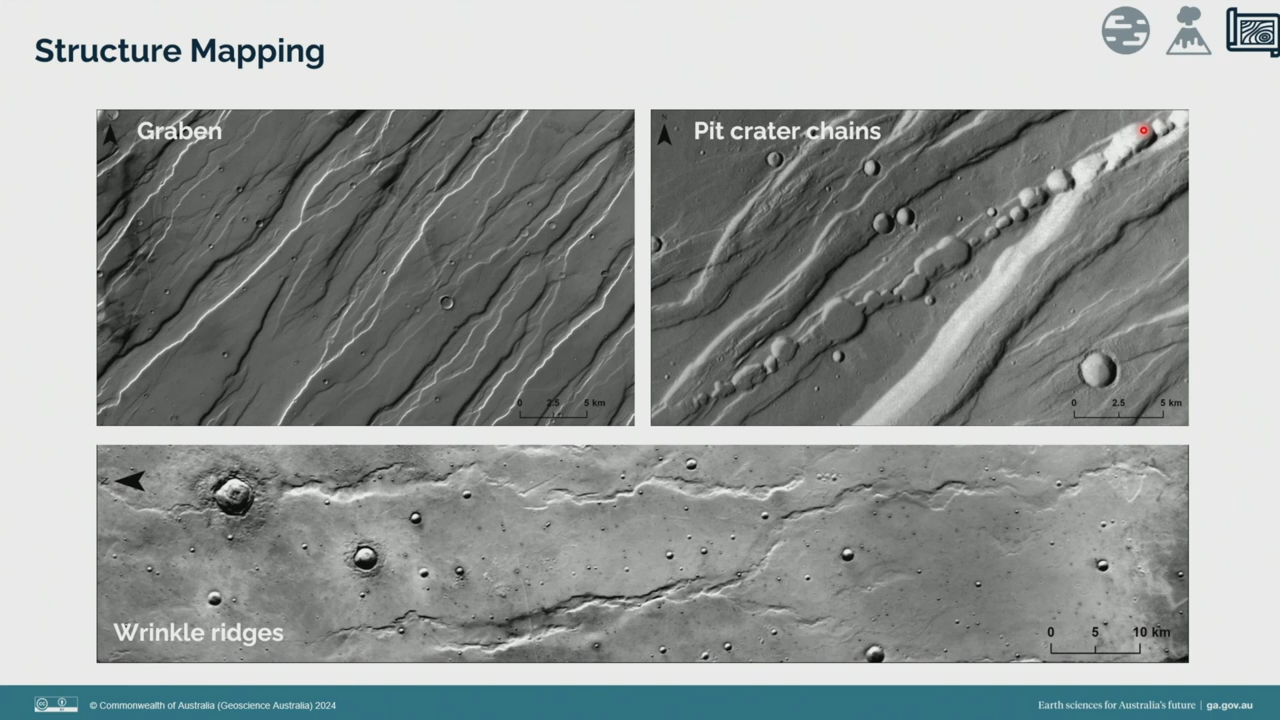 Structure Mapping
Graben
Pit crater chains
0 2.5 5 km
0 2.5 5 km
Wrinkle ridges
0 5 10 km
© Commonwealth of Australia (Geoscience Australia) 2024
Earth sciences for Australia's future | ga.gov.au